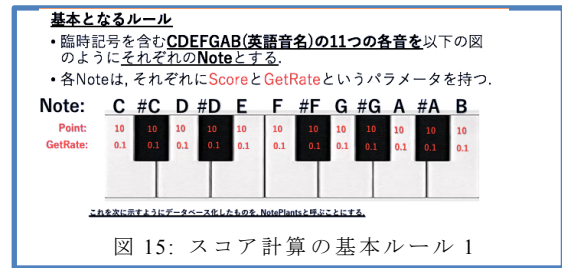 基本となるルール
• 臨時記号を含むCDEFGAB(英語音名)の11つの各音を以下の図
のようにそれぞれのNoteとする.
• 各Noteは, それぞれにScoreとGetRateというパラメータを持つ.
Note: C #C D #D E F #F G #G A #A B
Point: 10 10 10 10 10 10 10 10 10 10 10 10
GetRate: 0.1 0.1 0.1 0.1 0.1 0.1 0.1 0.1 0.1 0.1 0.1 0.1
これを次に示すようにデータベース化したものを, NotePlantsと呼ぶことにする.
図 15: スコア計算の基本ルール 1